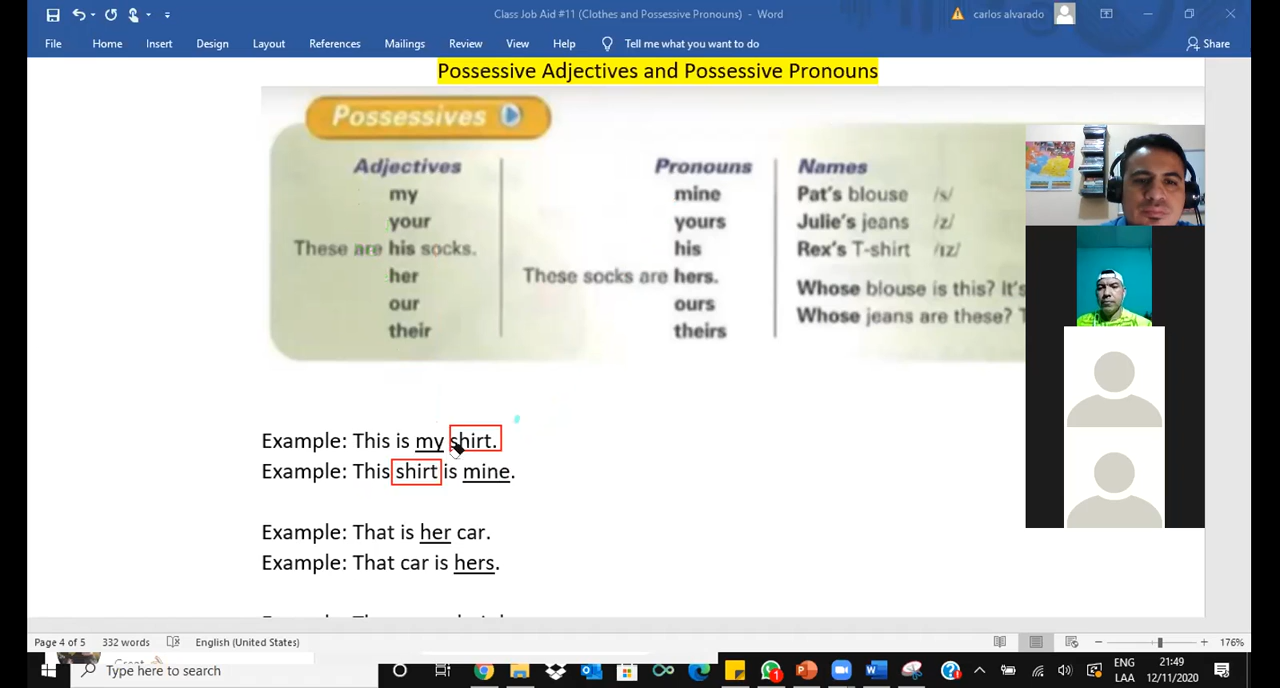 Class Job Aid #11 (Clothes and Possessive Pronouns) - Word
carlos alvarado
File Home Insert Design Layout References Mailings Review View Help Tell me what you want to do Share
Possessive Adjectives and Possessive Pronouns
Possessives
Adjectives Pronouns Names
my mine Pat's blouse /s/
your yours Julie's jeans /z/
These are his socks. his Rex's T-shirt /ɪz/
her These socks are hers. Whose blouse is this? It's
our ours Whose jeans are these? T
their theirs
Example: This is my shirt.
Example: This shirt is mine.
Example: That is her car.
Example: That car is hers.
Page 4 of 5 332 words English (United States) 176%
Type here to search
ENG
LAA
21:49
12/11/2020